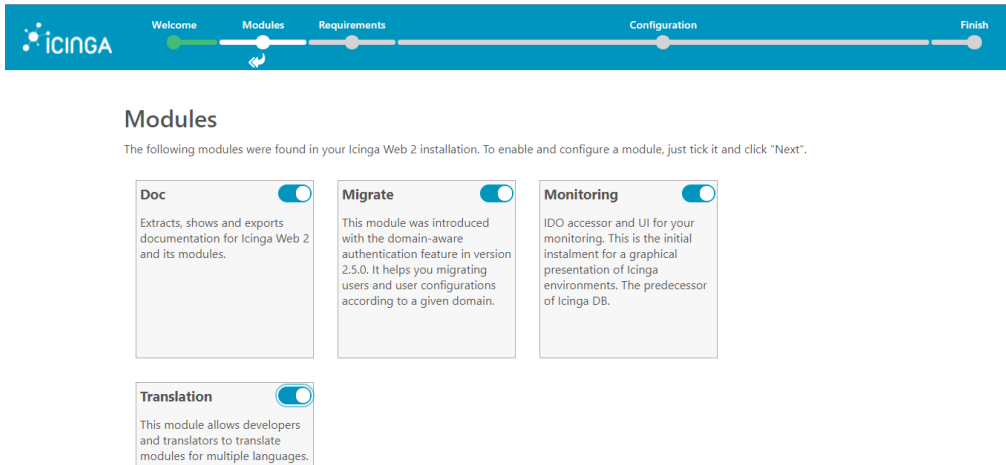 Welcome Modules Requirements Configuration Finish
ICINGA
Modules
The following modules were found in your Icinga Web 2 installation. To enable and configure a module, just tick it and click "Next".
Doc
Extracts, shows and exports
documentation for Icinga Web 2
and its modules.
Migrate
This module was introduced
with the domain-aware
authentication feature in version
2.5.0. It helps you migrating
users and user configurations
according to a given domain.
Monitoring
IDO accessor and UI for your
monitoring. This is the initial
instalment for a graphical
presentation of Icinga
environments. The predecessor
of Icinga DB.
Translation
This module allows developers
and translators to translate
modules for multiple languages.